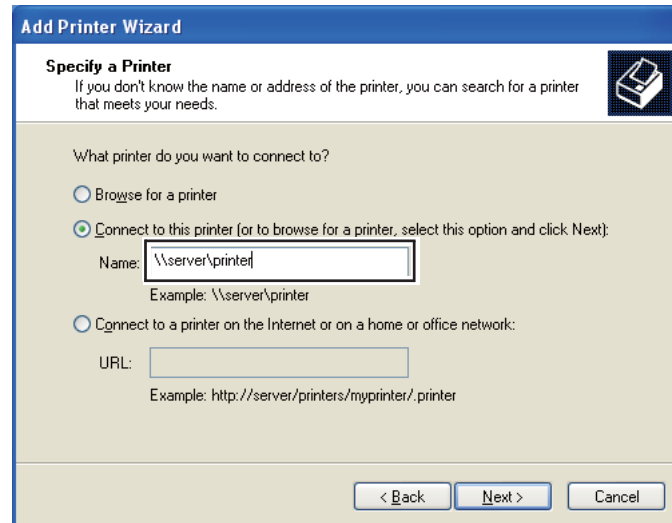 Add Printer Wizard
Specify a Printer
If you don't know the name or address of the printer, you can search for a printer
that meets your needs.
What printer do you want to connect to?
Browse for a printer
Connect to this printer (or to browse for a printer, select this option and click Next):
Name: \\server\printer
Example: \\server\printer
Connect to a printer on the Internet or on a home or office network:
URL:
Example: http://server/printers/myprinter/.printer
< Back Next > Cancel